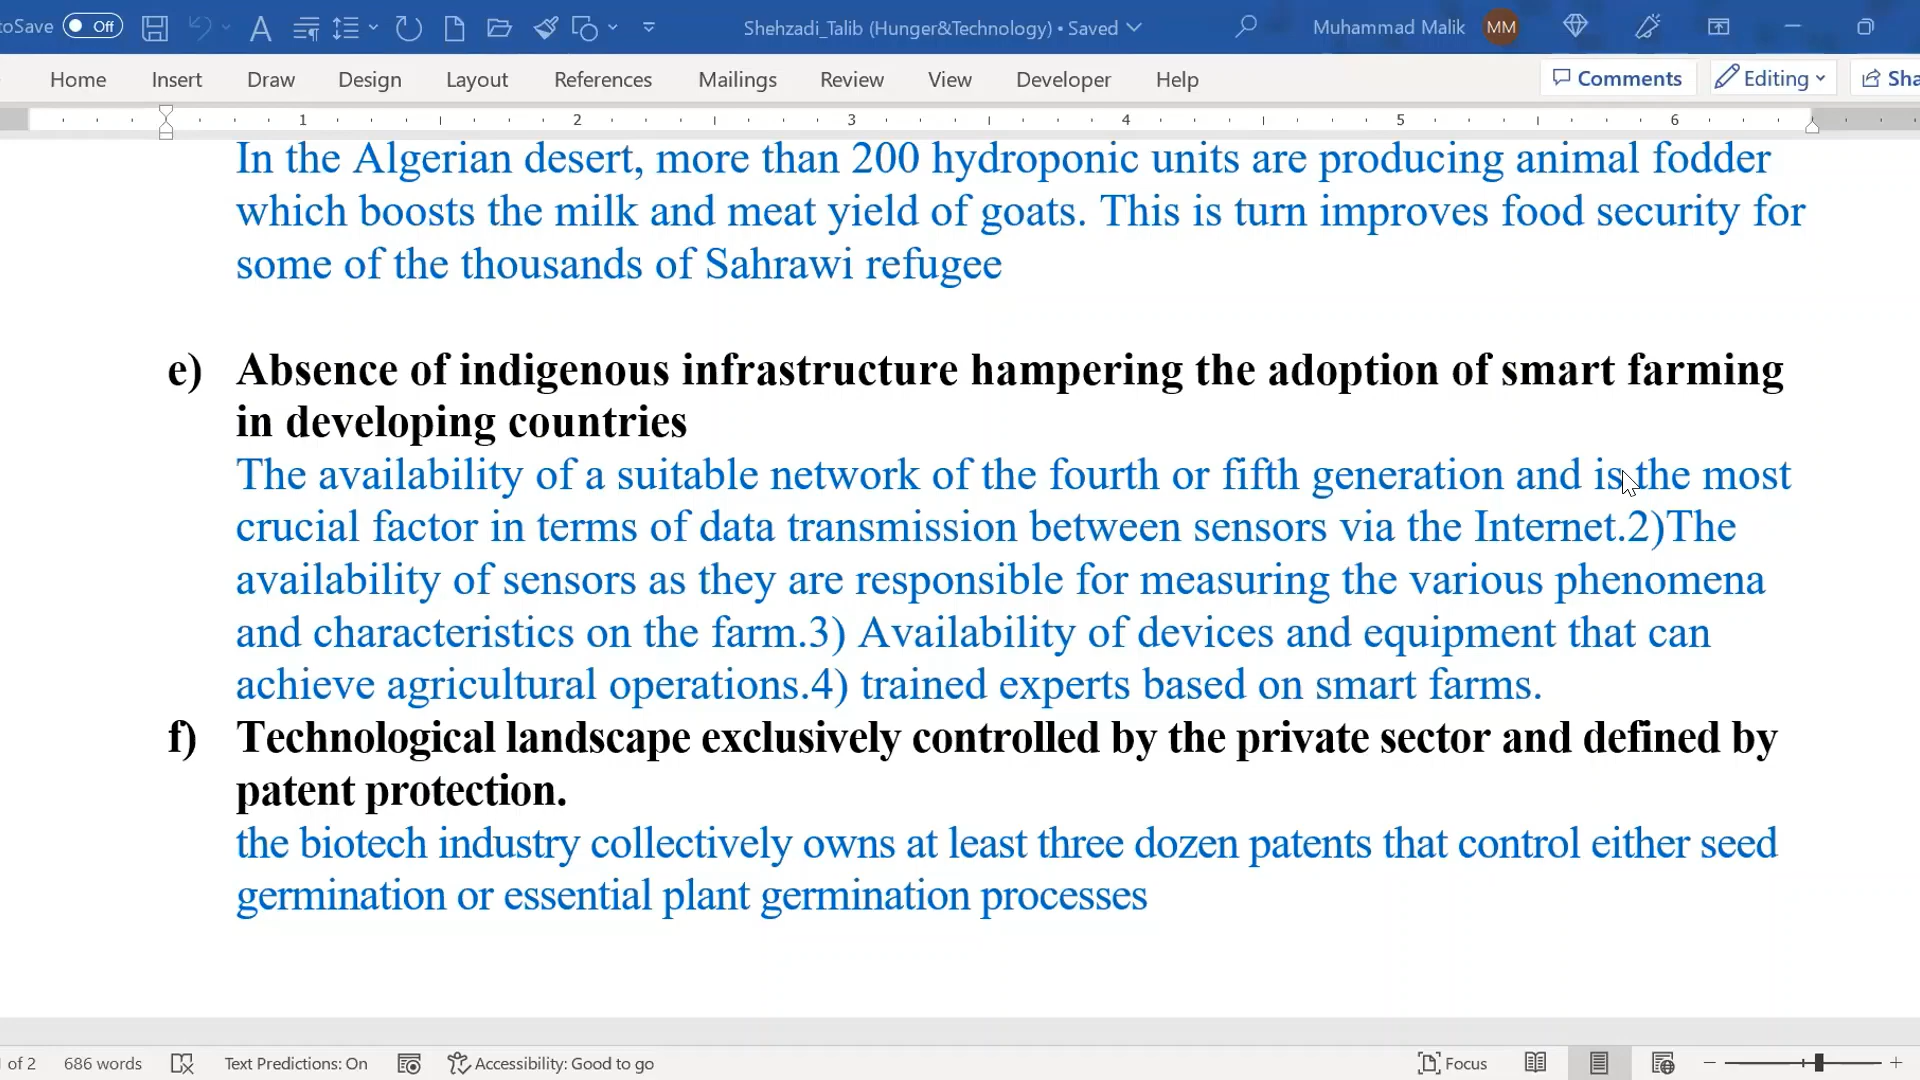 toSave Off Shehzadi_Talib (Hunger&Technology) • Saved Muhammad Malik MM
Home Insert Draw Design Layout References Mailings Review View Developer Help Comments Editing Sha
1 2 3 4 5 6
In the Algerian desert, more than 200 hydroponic units are producing animal fodder
which boosts the milk and meat yield of goats. This is turn improves food security for
some of the thousands of Sahrawi refugee
e) Absence of indigenous infrastructure hampering the adoption of smart farming
in developing countries
The availability of a suitable network of the fourth or fifth generation and is the most
crucial factor in terms of data transmission between sensors via the Internet.2)The
availability of sensors as they are responsible for measuring the various phenomena
and characteristics on the farm.3) Availability of devices and equipment that can
achieve agricultural operations.4) trained experts based on smart farms.
f) Technological landscape exclusively controlled by the private sector and defined by
patent protection.
the biotech industry collectively owns at least three dozen patents that control either seed
germination or essential plant germination processes
of 2 686 words Text Predictions: On Accessibility: Good to go Focus